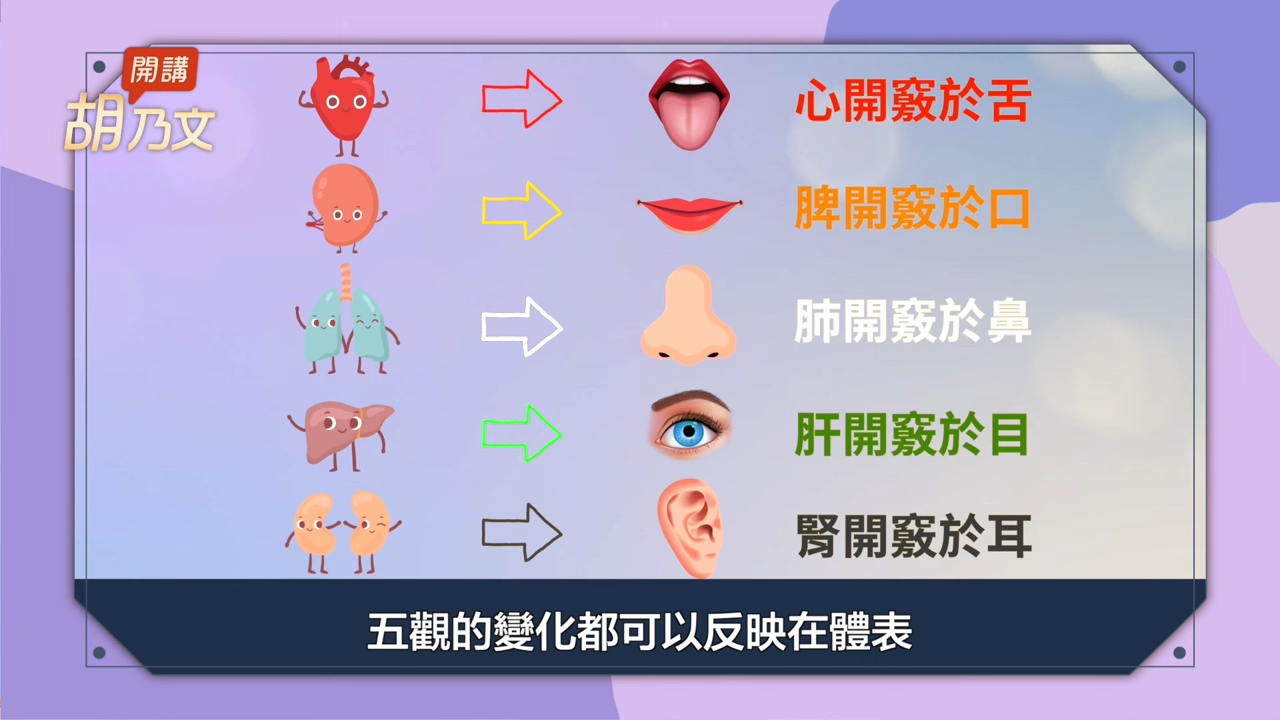 開講
胡乃文
心開竅於舌
脾開竅於口
肺開竅於鼻
肝開竅於目
腎開竅於耳
五觀的變化都可以反映在體表